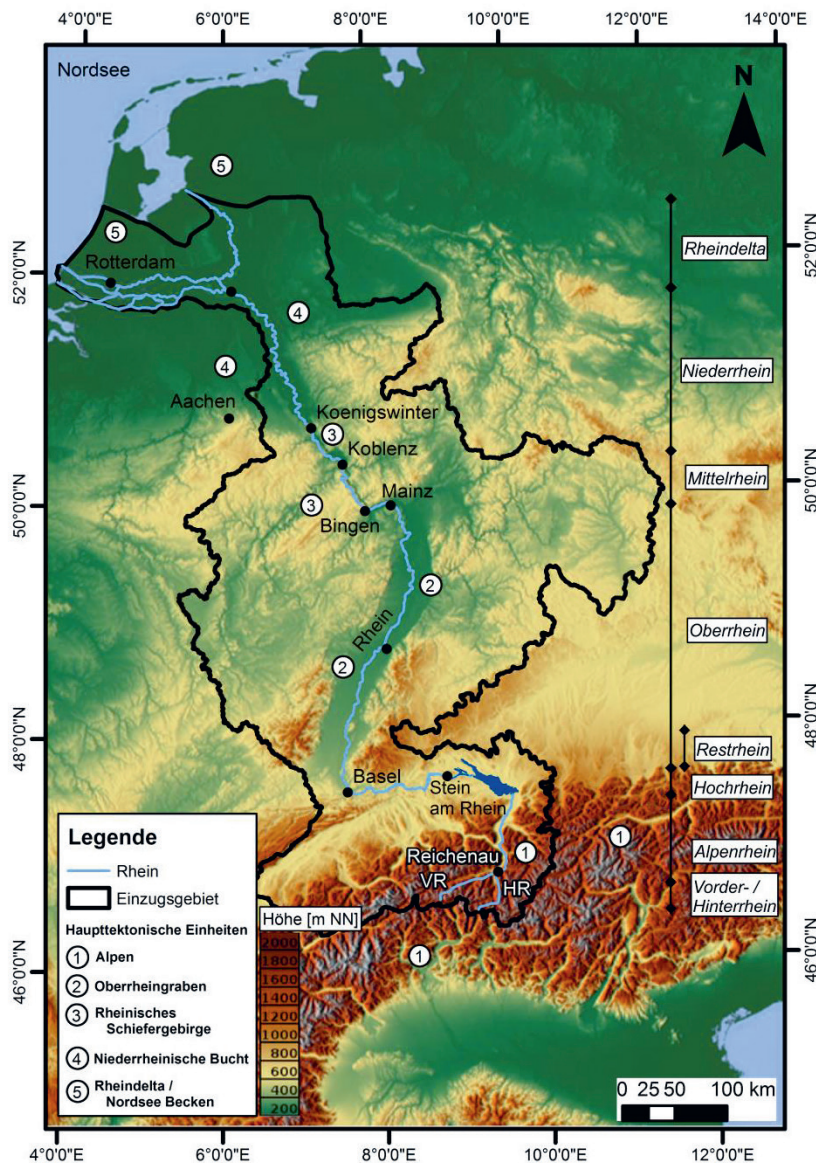 4°0'0"E 6°0'0"E 8°0'0"E 10°0'0"E 12°0'0"E 14°0'0"E
Nordsee
N
5
5
Rheindelta
52°0'0"N
52°0'0"N
Rotterdam
4
4
Niederrhein
Aachen
Koenigswinter
3
Koblenz
Mittelrhein
50°0'0"N
50°0'0"N
3
Mainz
Bingen
2
Rhein
Oberrhein
2
48°0'0"N
48°0'0"N
Restrhein
Basel
Stein
am Rhein
Hochrhein
1
1
Reichenau
Alpenrhein
VR
HR
Vorder- /
Hinterrhein
1
46°0'0"N
46°0'0"N
Legende
Rhein
Einzugsgebiet
Haupttektonische Einheiten
1 Alpen
2 Oberrheingraben
3 Rheinisches
Schiefergebirge
4 Niederrheinische Bucht
5 Rheindelta /
Nordsee Becken
Höhe [m NN]
2000
1800
1600
1400
1200
1000
800
600
400
200
0 25 50 100 km
4°0'0"E 6°0'0"E 8°0'0"E 10°0'0"E 12°0'0"E